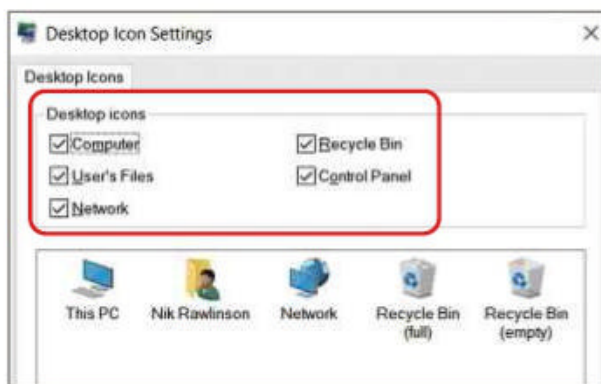 Desktop Icon Settings
Desktop Icons
Desktop icons
Computer
Recycle Bin
User's Files
Control Panel
Network
This PC
Nik Rawlinson
Network
Recycle Bin
(full)
Recycle Bin
(empty)